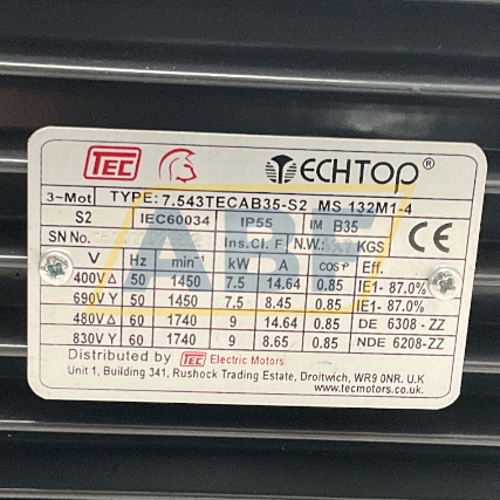 TEC TECHTOP®
3~Mot TYPE: 7.543TECAB35-S2 MS 132M1-4
S2 IEC60034 IP55 IM B35
SN No. Ins.Cl. F. N.W. KGS CE
V Hz min⁻¹ kW A cosφ Eff.
400V Δ 50 1450 7.5 14.64 0.85 IE1- 87.0%
690V Y 50 1450 7.5 8.45 0.85 IE1- 87.0%
480V Δ 60 1740 9 14.64 0.85 DE 6308 - ZZ
830V Y 60 1740 9 8.65 0.85 NDE 6208-ZZ
Distributed by TEC Electric Motors
Unit 1, Building 341, Rushock Trading Estate, Droitwich, WR9 0NR. U.K
www.tecmotors.co.uk.
ABF